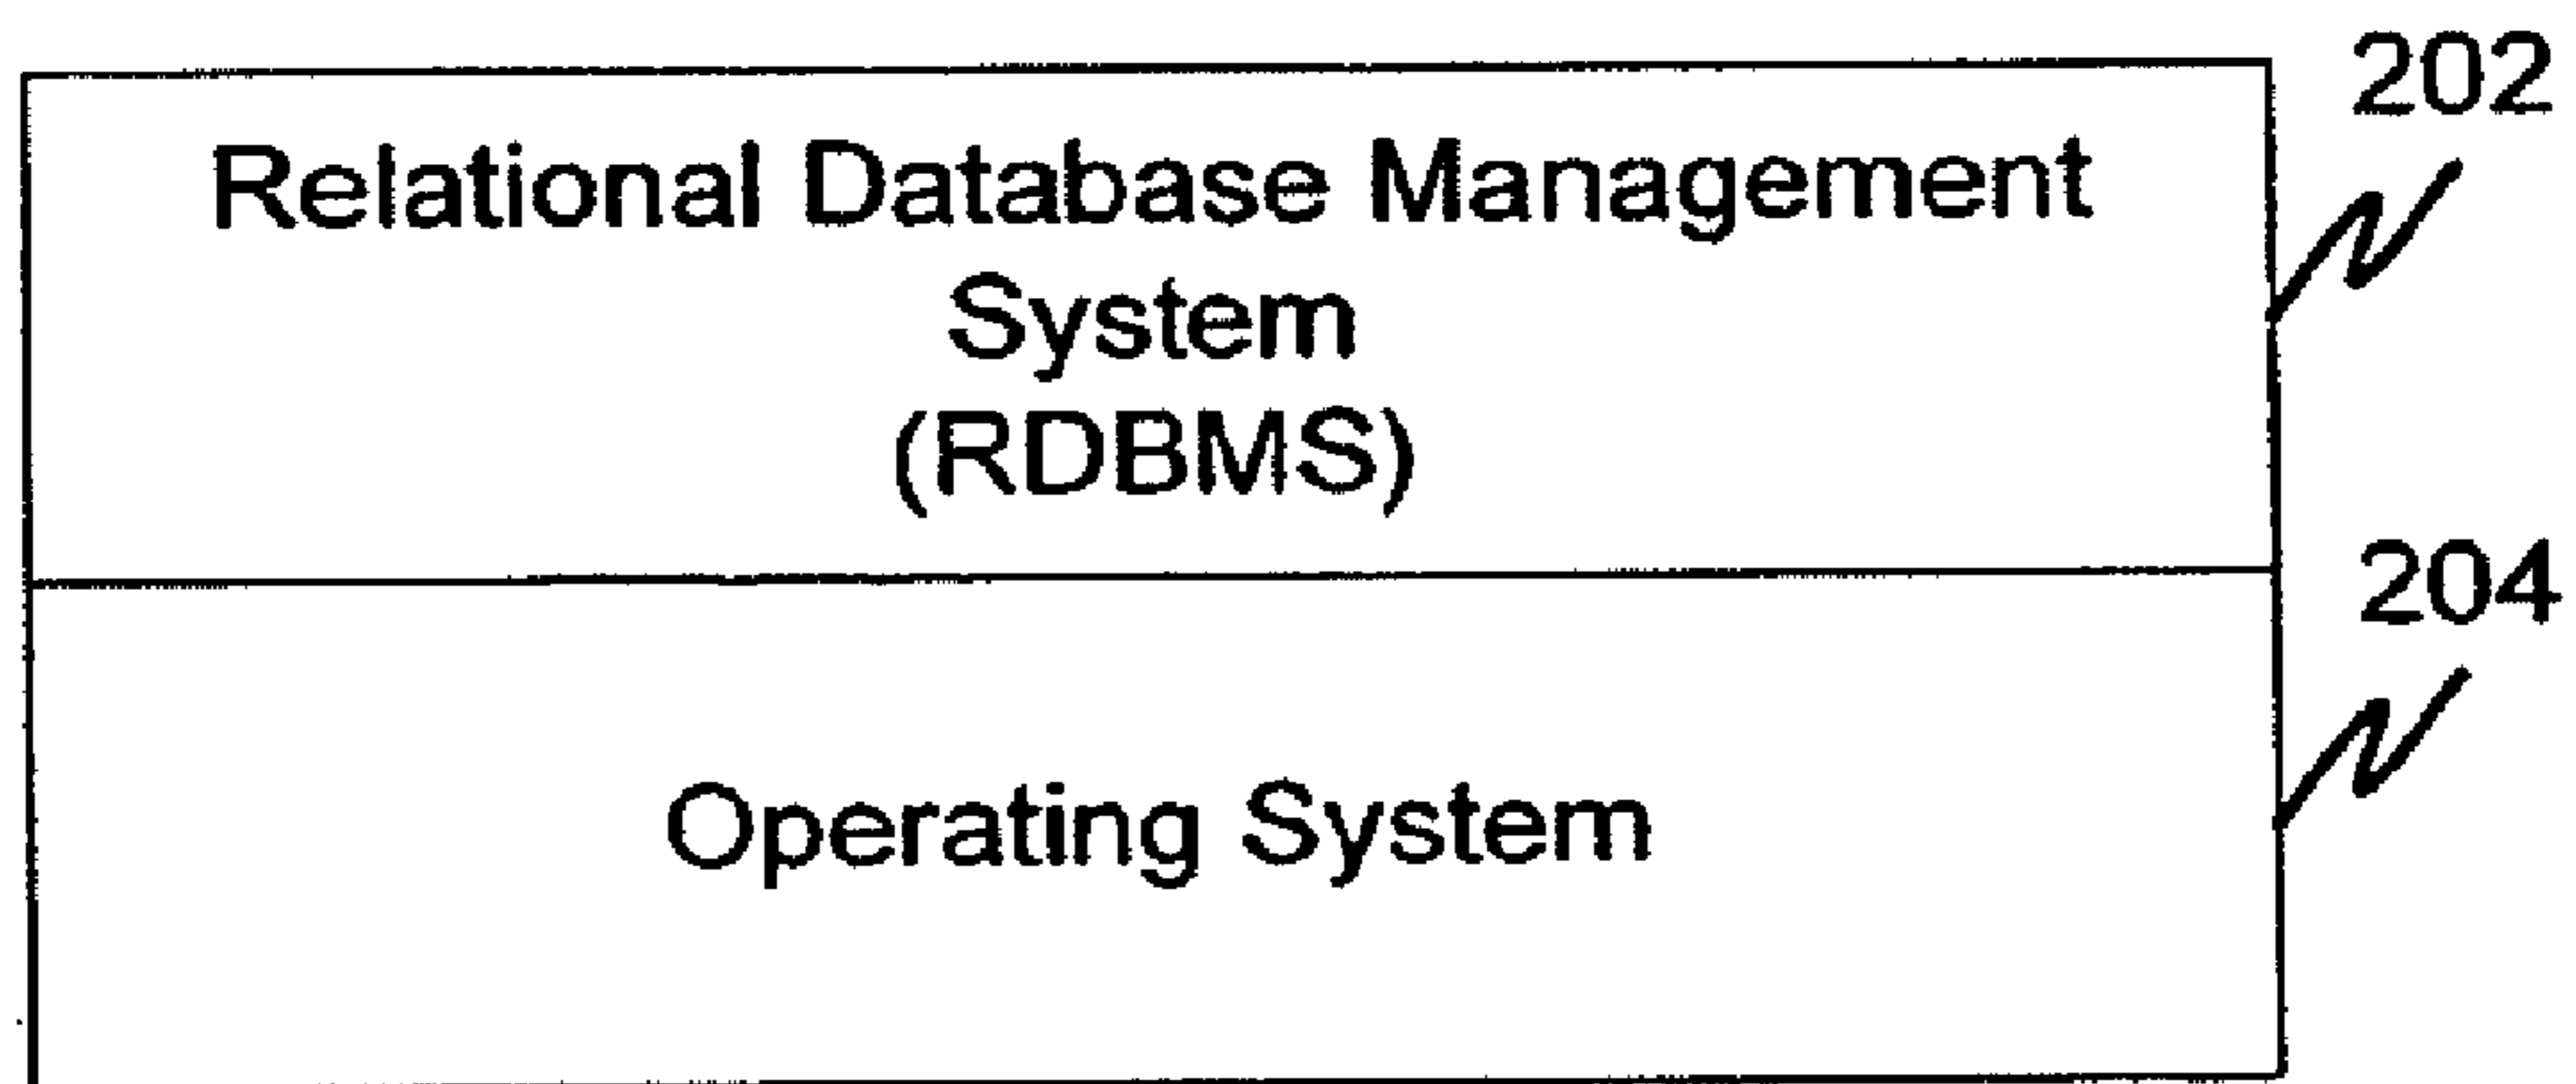 202
Relational Database Management
System
(RDBMS)
204
Operating System